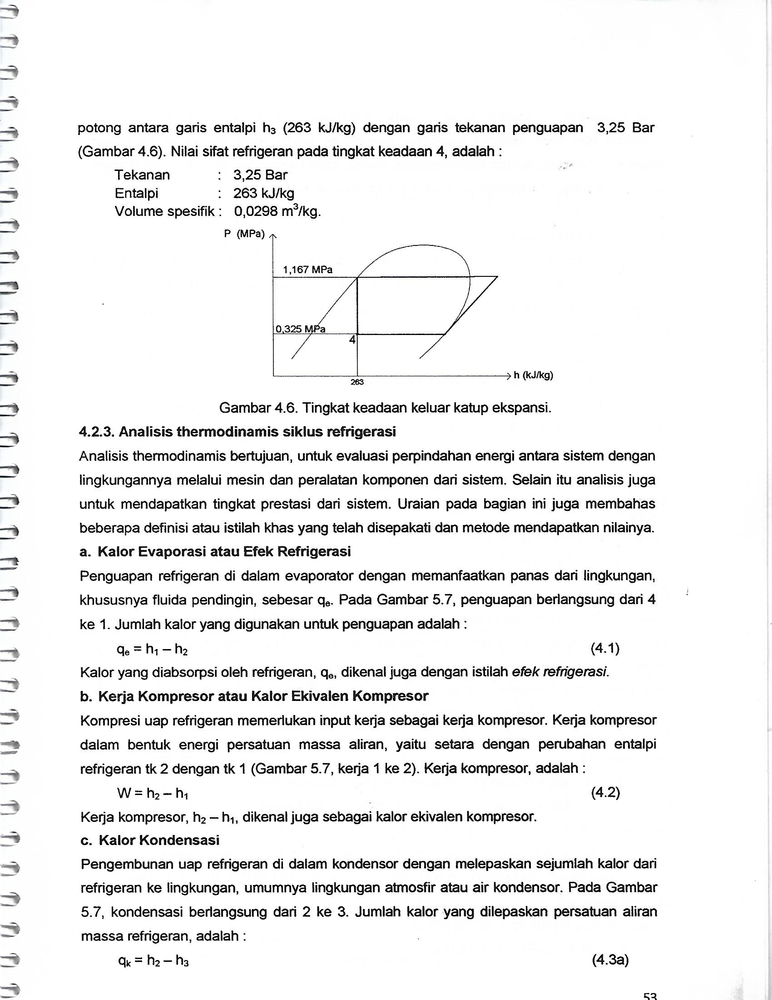 potong antara garis entalpi h₃ (263 kJ/kg) dengan garis tekanan penguapan 3,25 Bar
(Gambar 4.6). Nilai sifat refrigeran pada tingkat keadaan 4, adalah :
Tekanan : 3,25 Bar
Entalpi : 263 kJ/kg
Volume spesifik : 0,0298 m³/kg.
P (MPa)
1,167 MPa
0,325 MPa
4
263
h (kJ/kg)
Gambar 4.6. Tingkat keadaan keluar katup ekspansi.
4.2.3. Analisis thermodinamis siklus refrigerasi
Analisis thermodinamis bertujuan, untuk evaluasi perpindahan energi antara sistem dengan
lingkungannya melalui mesin dan peralatan komponen dari sistem. Selain itu analisis juga
untuk mendapatkan tingkat prestasi dari sistem. Uraian pada bagian ini juga membahas
beberapa definisi atau istilah khas yang telah disepakati dan metode mendapatkan nilainya.
a. Kalor Evaporasi atau Efek Refrigerasi
Penguapan refrigeran di dalam evaporator dengan memanfaatkan panas dari lingkungan,
khususnya fluida pendingin, sebesar qₑ. Pada Gambar 5.7, penguapan berlangsung dari 4
ke 1. Jumlah kalor yang digunakan untuk penguapan adalah :
qₑ = h₁ – h₂ (4.1)
Kalor yang diabsorpsi oleh refrigeran, qₑ, dikenal juga dengan istilah efek refrigerasi.
b. Kerja Kompresor atau Kalor Ekivalen Kompresor
Kompresi uap refrigeran memerlukan input kerja sebagai kerja kompresor. Kerja kompresor
dalam bentuk energi persatuan massa aliran, yaitu setara dengan perubahan entalpi
refrigeran tk 2 dengan tk 1 (Gambar 5.7, kerja 1 ke 2). Kerja kompresor, adalah :
W = h₂ – h₁ (4.2)
Kerja kompresor, h₂ – h₁, dikenal juga sebagai kalor ekivalen kompresor.
c. Kalor Kondensasi
Pengembunan uap refrigeran di dalam kondensor dengan melepaskan sejumlah kalor dari
refrigeran ke lingkungan, umumnya lingkungan atmosfir atau air kondensor. Pada Gambar
5.7, kondensasi berlangsung dari 2 ke 3. Jumlah kalor yang dilepaskan persatuan aliran
massa refrigeran, adalah :
qₖ = h₂ – h₃ (4.3a)
53